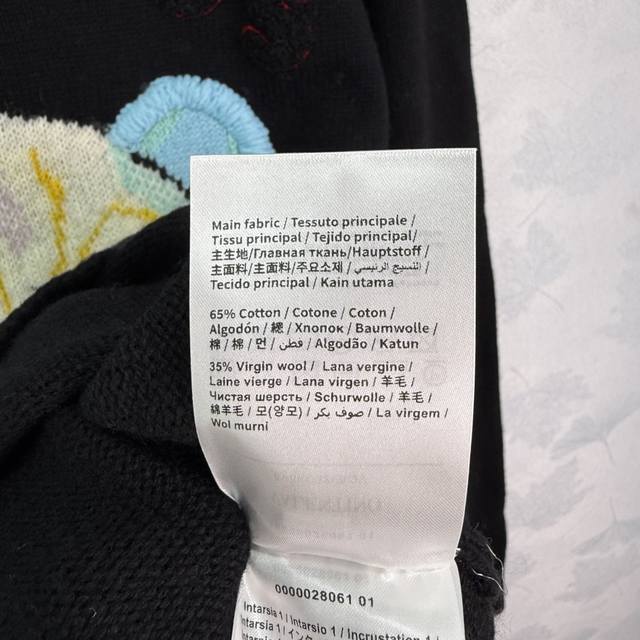 Main fabric / Tessuto principale /
Tissu principal / Tejido principal/
主生地/Главная ткань/Hauptstoff/
主面料/主面料/주요소재 / النسيج الرئيسي /
Tecido principal / Kain utama
65% Cotton / Cotone / Coton /
Algodón / 綿 / Хлопок / Baumwolle /
棉 / 棉 / 면 / قطن / Algodão / Katun
35% Virgin wool / Lana vergine /
Laine vierge / Lana virgen / 羊毛 /
Чистая шерсть / Schurwolle / 羊毛 /
綿羊毛 / 모(양모) / صوف بكر / La virgem /
Wol murni
VALENTINO
0000028061 01
Intarsia 1 / Intarsio 1 / Incrustation 1 /
Intarsia 1 /